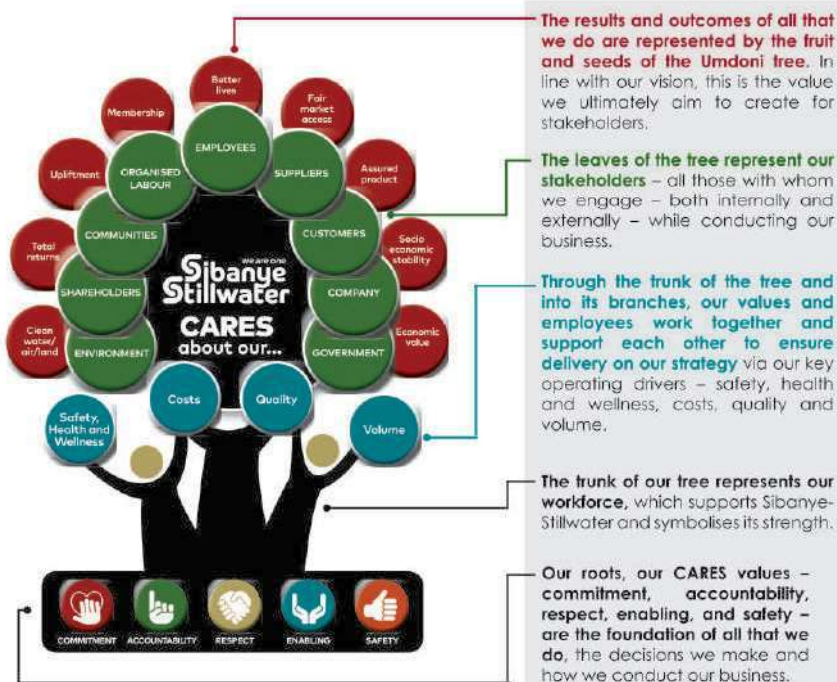 Better
lives
Fair
market
access
Membership
EMPLOYEES
ORGANISED
LABOUR
SUPPLIERS
Assured
product
Upliftment
COMMUNITIES
CUSTOMERS
Total
returns
Socio
economic
stability
we are one
Sibanye
Stillwater
CARES
about our...
SHAREHOLDERS
COMPANY
Clean
water/
air/land
ENVIRONMENT
GOVERNMENT
Economic
value
Costs
Quality
Safety,
Health and
Wellness
Volume
COMMITMENT
ACCOUNTABILITY
RESPECT
ENABLING
SAFETY
The results and outcomes of all that
we do are represented by the fruit
and seeds of the Umdoni tree. In
line with our vision, this is the value
we ultimately aim to create for
stakeholders.
The leaves of the tree represent our
stakeholders – all those with whom
we engage – both internally and
externally – while conducting our
business.
Through the trunk of the tree and
into its branches, our values and
employees work together and
support each other to ensure
delivery on our strategy via our key
operating drivers – safety, health
and wellness, costs, quality and
volume.
The trunk of our tree represents our
workforce, which supports Sibanye-
Stillwater and symbolises its strength.
Our roots, our CARES values –
commitment, accountability,
respect, enabling, and safety –
are the foundation of all that we
do, the decisions we make and
how we conduct our business.